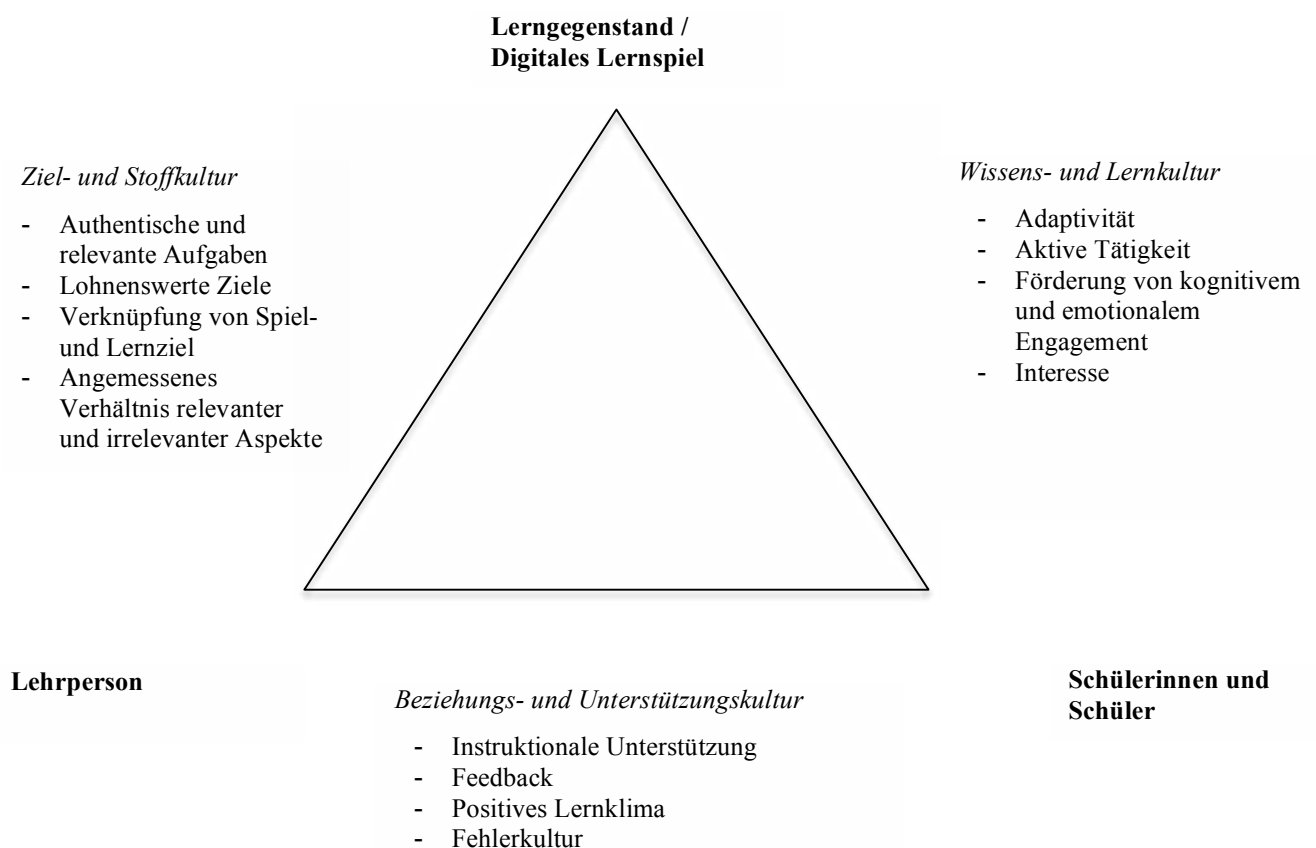 Lerngegenstand /
Digitales Lernspiel
Ziel- und Stoffkultur
- Authentische und
relevante Aufgaben
- Lohnenswerte Ziele
- Verknüpfung von Spiel-
und Lernziel
- Angemessenes
Verhältnis relevanter
und irrelevanter Aspekte
Wissens- und Lernkultur
- Adaptivität
- Aktive Tätigkeit
- Förderung von kognitivem
und emotionalem
Engagement
- Interesse
Lehrperson
Beziehungs- und Unterstützungskultur
- Instruktionale Unterstützung
- Feedback
- Positives Lernklima
- Fehlerkultur
Schülerinnen und
Schüler